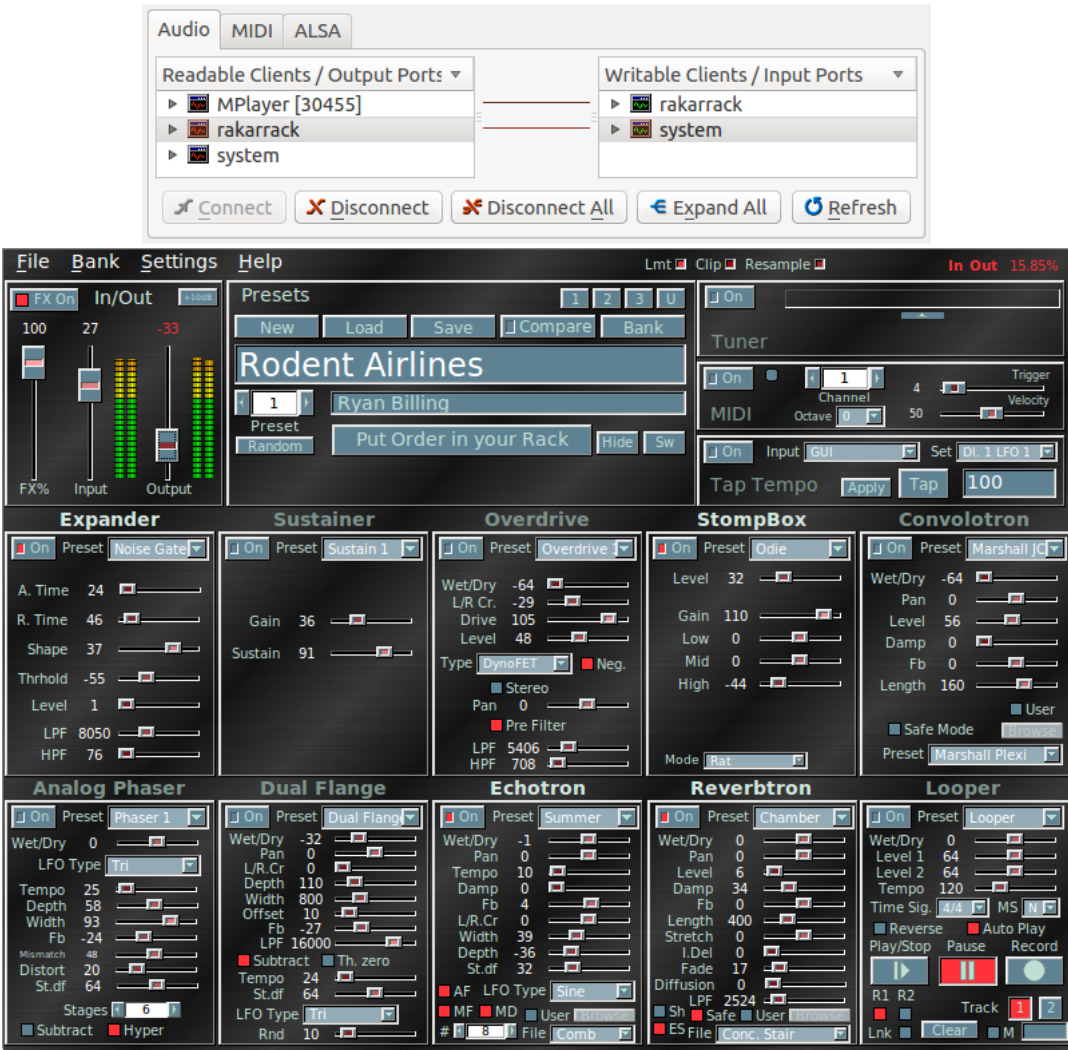 Audio MIDI ALSA
Readable Clients / Output Ports
MPlayer [30455]
rakarrack
system
Writable Clients / Input Ports
rakarrack
system
Connect Disconnect Disconnect All Expand All Refresh
File Bank Settings Help
Lmt Clip Resample In Out 15.85%
FX On In/Out +10dB
100 27 -33
FX% Input Output
Presets 1 2 3 U
New Load Save Compare Bank
Rodent Airlines
1 Ryan Billing
Preset
Random Put Order in your Rack Hide Sw
On
Tuner
On 1 4 Trigger
Channel Velocity
MIDI Octave 0 50
On Input GUI Set DI. 1 LFO 1
Tap Tempo Apply Tap 100
Expander
On Preset Noise Gate
A. Time 24
R. Time 46
Shape 37
Thrhold -55
Level 1
LPF 8050
HPF 76
Sustainer
On Preset Sustain 1
Gain 36
Sustain 91
Overdrive
On Preset Overdrive 1
Wet/Dry -64
L/R Cr. -29
Drive 105
Level 48
Type DynoFET Neg.
Stereo
Pan 0
Pre Filter
LPF 5406
HPF 708
StompBox
On Preset Odie
Level 32
Gain 110
Low 0
Mid 0
High -44
Mode Rat
Convolotron
On Preset Marshall JC
Wet/Dry -64
Pan 0
Level 56
Damp 0
Fb 0
Length 160
User
Safe Mode Browse
Preset Marshall Plexi
Analog Phaser
On Preset Phaser 1
Wet/Dry 0
LFO Type Tri
Tempo 25
Depth 58
Width 93
Fb -24
Mismatch 48
Distort 20
St.df 64
Stages 6
Subtract Hyper
Dual Flange
On Preset Dual Flang
Wet/Dry -32
Pan 0
L/R.Cr 0
Depth 110
Width 800
Offset 10
Fb -27
LPF 16000
Subtract Th. zero
Tempo 24
St.df 64
LFO Type Tri
Rnd 10
Echotron
On Preset Summer
Wet/Dry -1
Pan 0
Tempo 10
Damp 0
Fb 4
L/R.Cr 0
Width 39
Depth -36
St.df 32
AF LFO Type Sine
MF MD User Browse
# 8 File Comb
Reverbtron
On Preset Chamber
Wet/Dry 0
Pan 0
Level 6
Damp 34
Fb 0
Length 400
Stretch 0
I.Del 0
Fade 17
Diffusion 0
LPF 2524
Sh Safe User Browse
ES File Conc. Stair
Looper
On Preset Looper
Wet/Dry 0
Level 1 64
Level 2 64
Tempo 120
Time Sig. 4/4 MS N
Reverse Auto Play
Play/Stop Pause Record
R1 R2 Track 1 2
Lnk Clear M